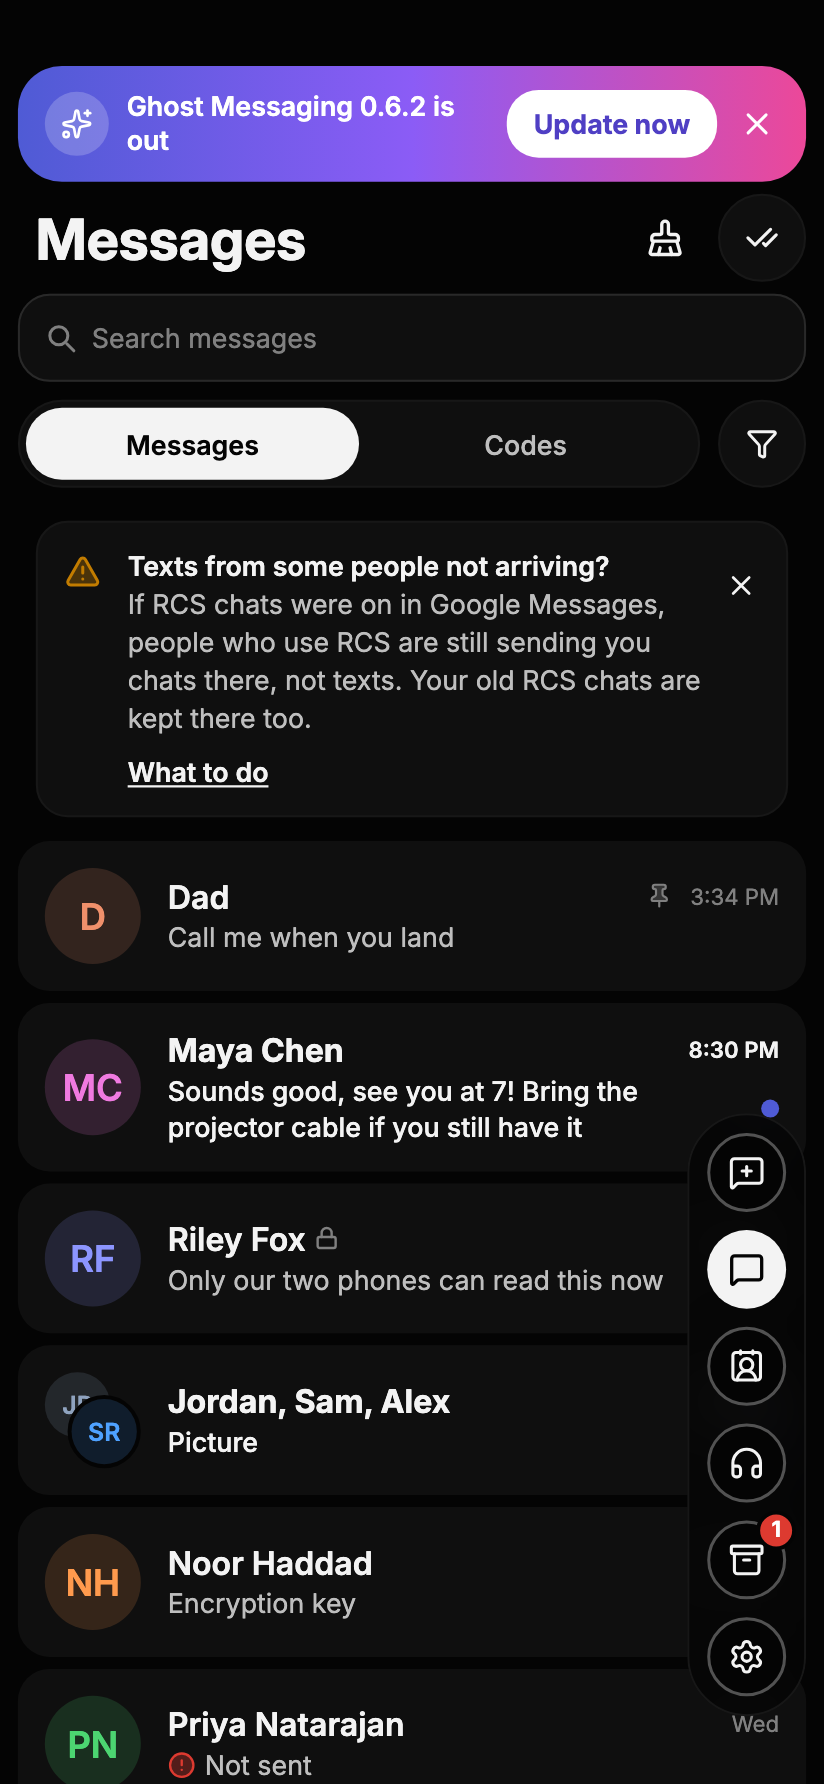 Ghost Messaging 0.6.2 is
out
Update now
Messages
Search messages
Messages
Codes
Texts from some people not arriving?
If RCS chats were on in Google Messages,
people who use RCS are still sending you
chats there, not texts. Your old RCS chats are
kept there too.
What to do
D
Dad
3:34 PM
Call me when you land
MC
Maya Chen
8:30 PM
Sounds good, see you at 7! Bring the
projector cable if you still have it
RF
Riley Fox
Only our two phones can read this now
SR
Jordan, Sam, Alex
Picture
NH
Noor Haddad
Encryption key
1
PN
Priya Natarajan
Wed
Not sent